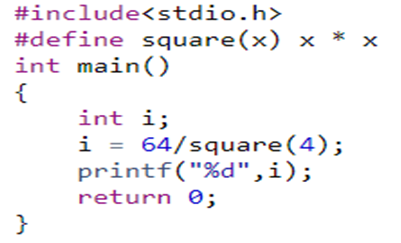 #include<stdio.h>
#define square(x) x * x
int main()
{
    int i;
    i = 64/square(4);
    printf("%d",i);
    return 0;
}